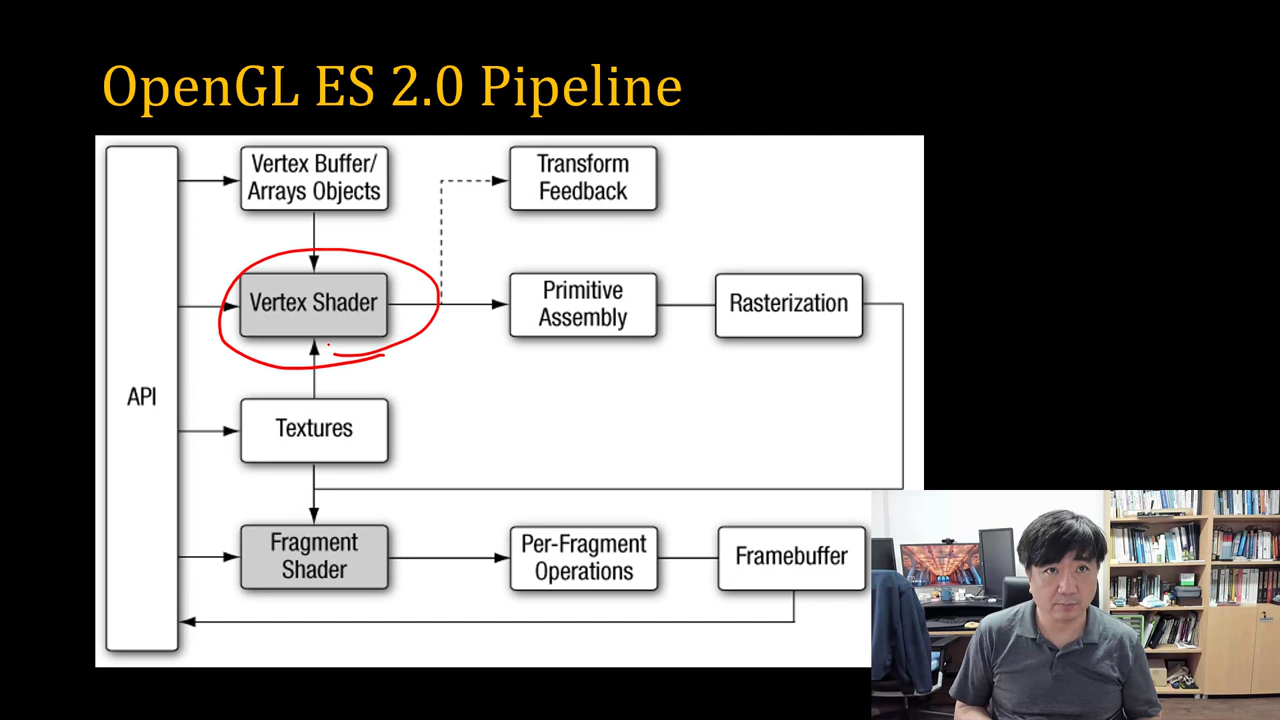 OpenGL ES 2.0 Pipeline
Vertex Buffer/
Arrays Objects
Transform
Feedback
Vertex Shader
Primitive
Assembly
Rasterization
API
Textures
Fragment
Shader
Per-Fragment
Operations
Framebuffer